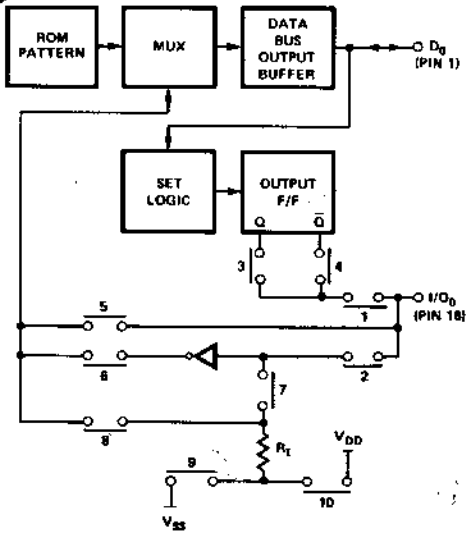 ROM
PATTERN
MUX
DATA
BUS
OUTPUT
BUFFER
D0
(PIN 1)
SET
LOGIC
OUTPUT
F/F
Q
Q̅
3
4
1
I/O0
(PIN 16)
5
6
2
7
8
RI
VDD
9
10
VSS